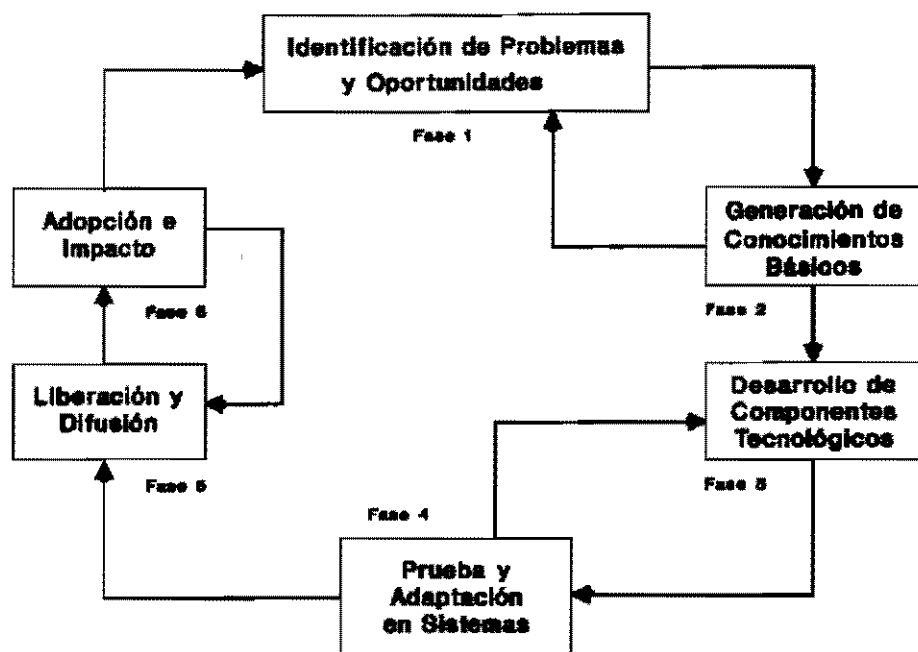 Identificación de Problemas
y Oportunidades
Fase 1
Generación de
Conocimientos
Básicos
Fase 2
Desarrollo de
Componentes
Tecnológicos
Fase 3
Fase 4
Prueba y
Adaptación
en Sistemas
Liberación y
Difusión
Fase 5
Adopción e
Impacto
Fase 6